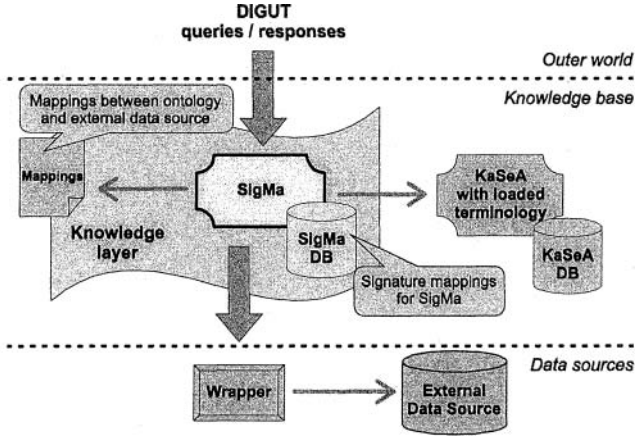 DIGUT
queries / responses
Outer world
Knowledge base
Mappings between ontology
and external data source
Mappings
SigMa
KaSeA
with loaded
terminology
Knowledge
layer
SigMa
DB
KaSeA
DB
Signature mappings
for SigMa
Data sources
Wrapper
External
Data Source